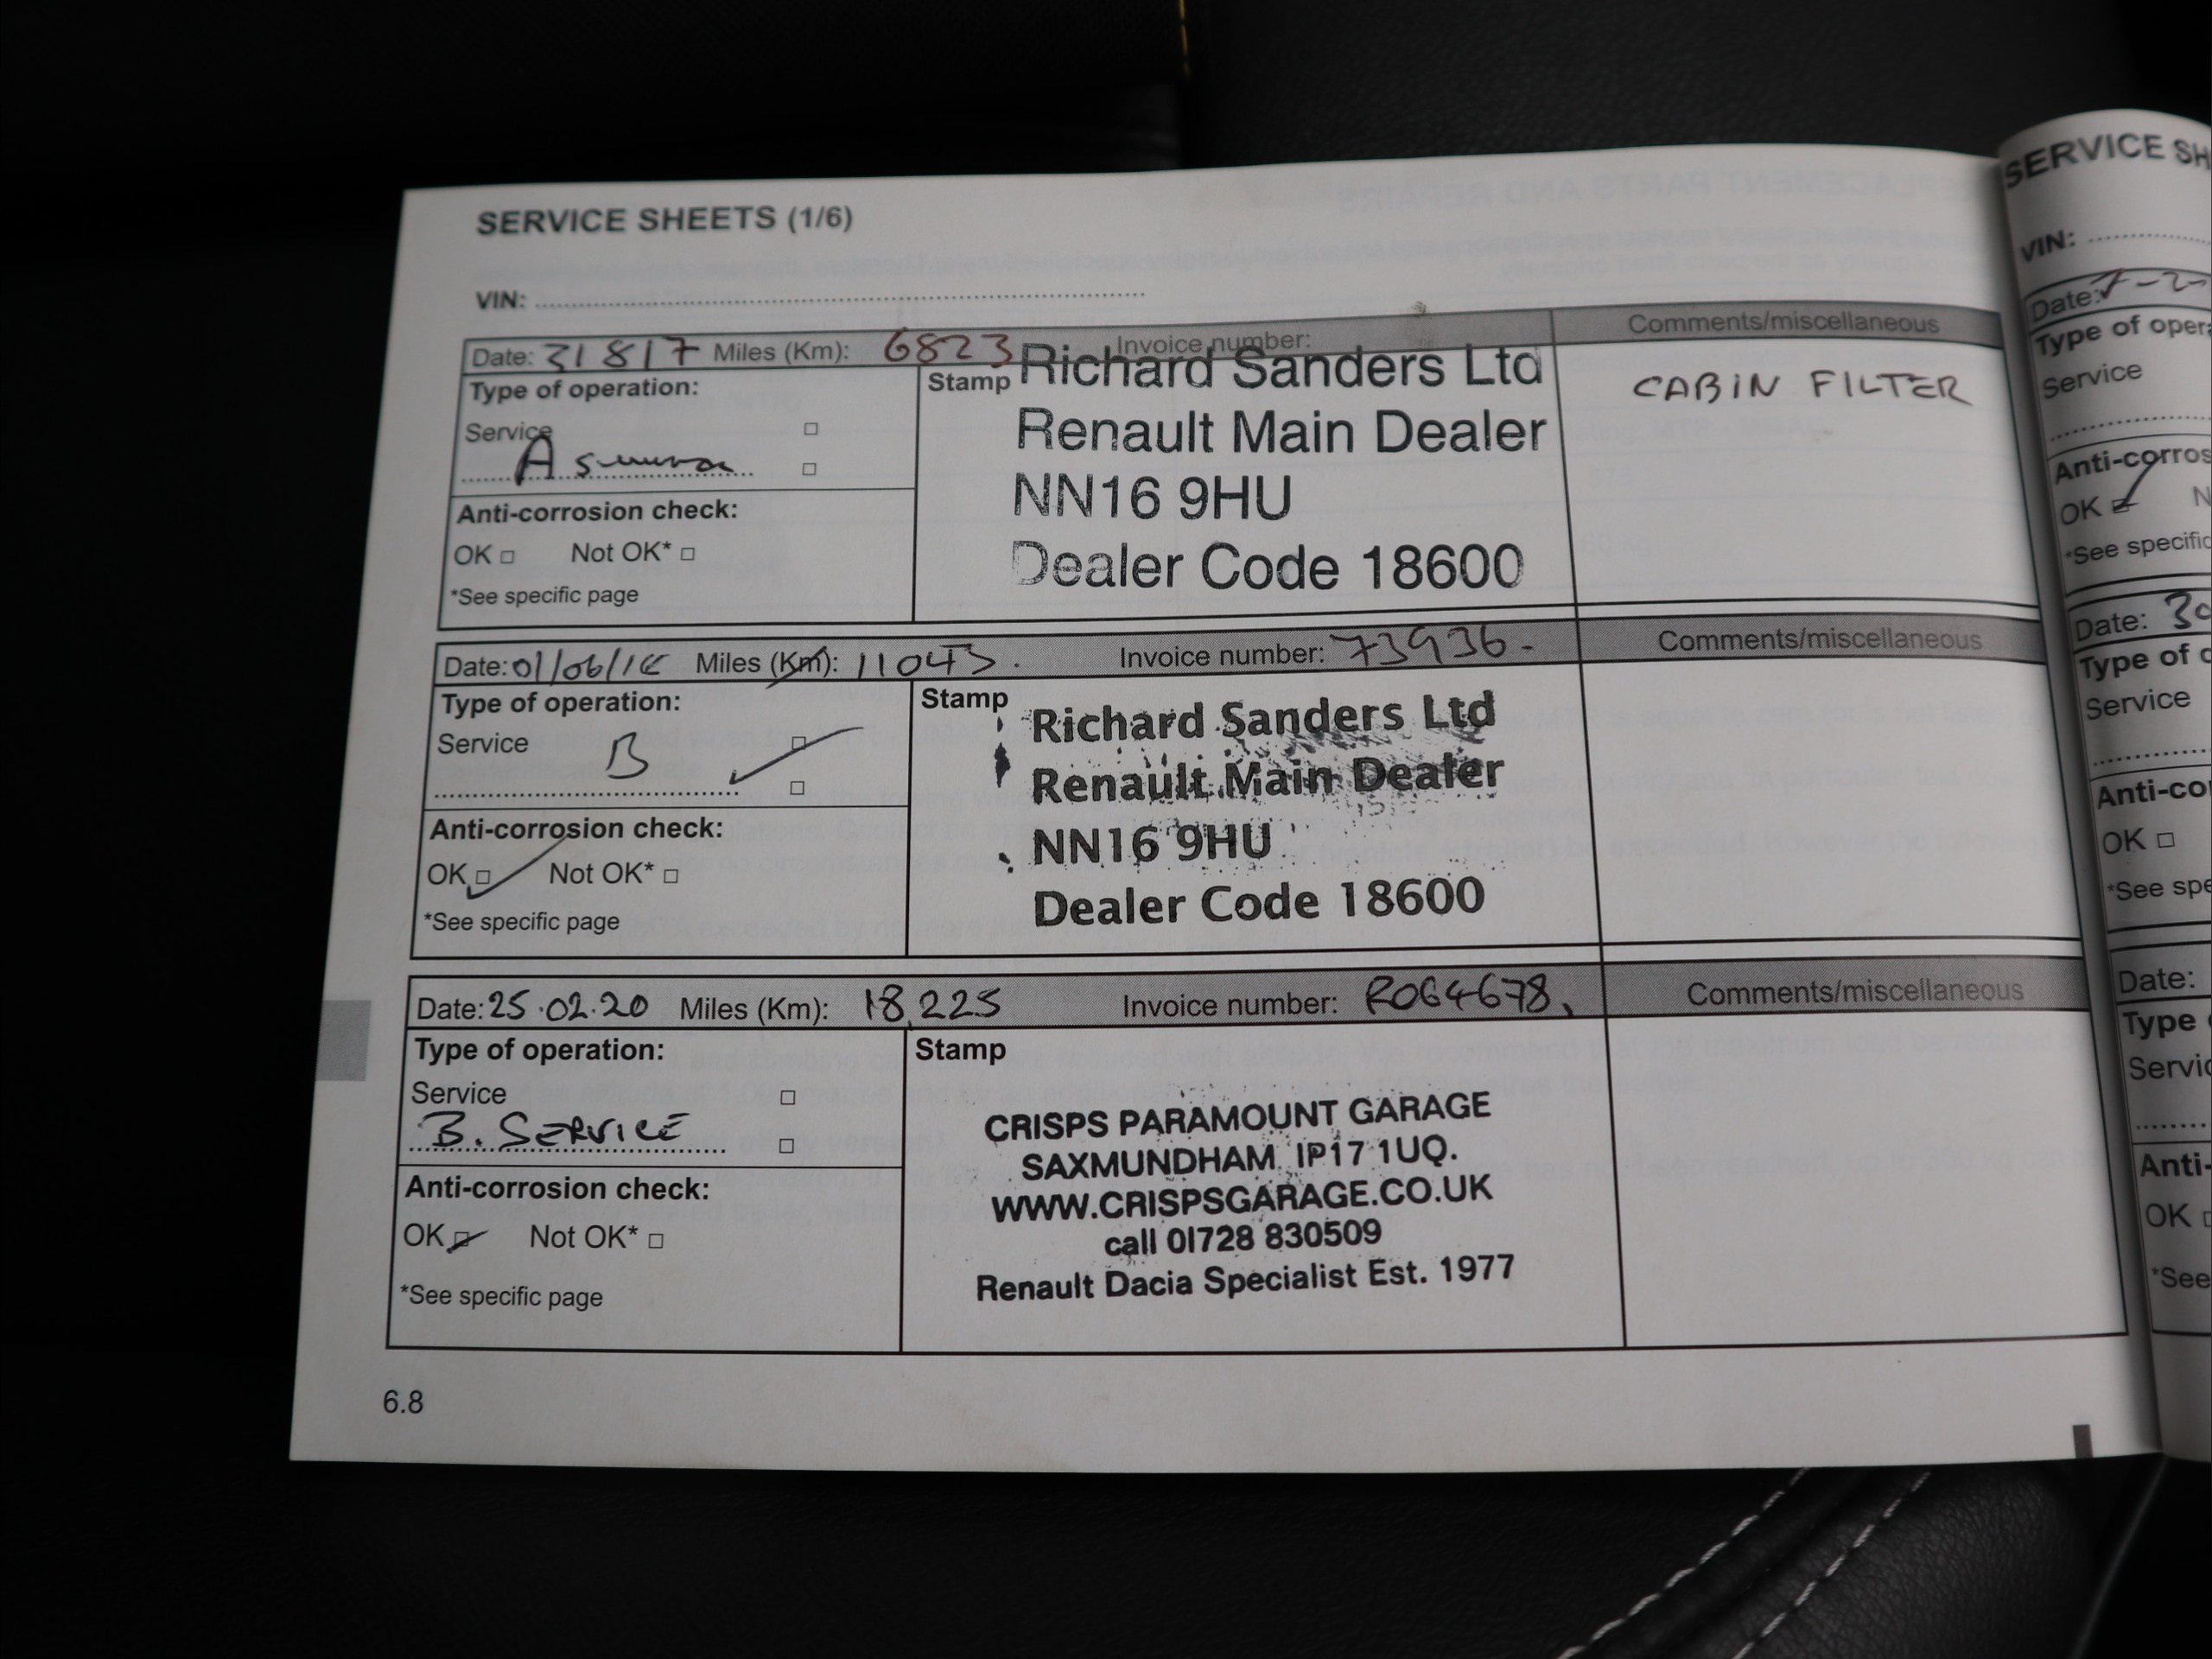 SERVICE SHEETS (1/6)
VIN:
Date: 31 8 17 Miles (Km): 6823 Invoice number: Comments/miscellaneous
Type of operation:
Service
A
Stamp
Richard Sanders Ltd
Renault Main Dealer
NN16 9HU
Dealer Code 18600
CABIN FILTER
Anti-corrosion check:
OK Not OK*
*See specific page
Date: 01/06/18 Miles (Km): 11043 Invoice number: 73936 Comments/miscellaneous
Type of operation:
Service
B
Stamp
Richard Sanders Ltd
Renault Main Dealer
NN16 9HU
Dealer Code 18600
Anti-corrosion check:
OK Not OK*
*See specific page
Date: 25.02.20 Miles (Km): 18,225 Invoice number: R064678, Comments/miscellaneous
Type of operation:
Service
B. SERVICE
Stamp
CRISPS PARAMOUNT GARAGE
SAXMUNDHAM IP17 1UQ.
WWW.CRISPSGARAGE.CO.UK
call 01728 830509
Renault Dacia Specialist Est. 1977
Anti-corrosion check:
OK Not OK*
*See specific page
6.8
SERVICE SH
VIN:
Date:
Type of oper
Service
Anti-corros
OK N
*See specific
Date: 30
Type of o
Service
Anti-co
OK
*See spe
Date:
Type
Servic
Anti-
OK
*See